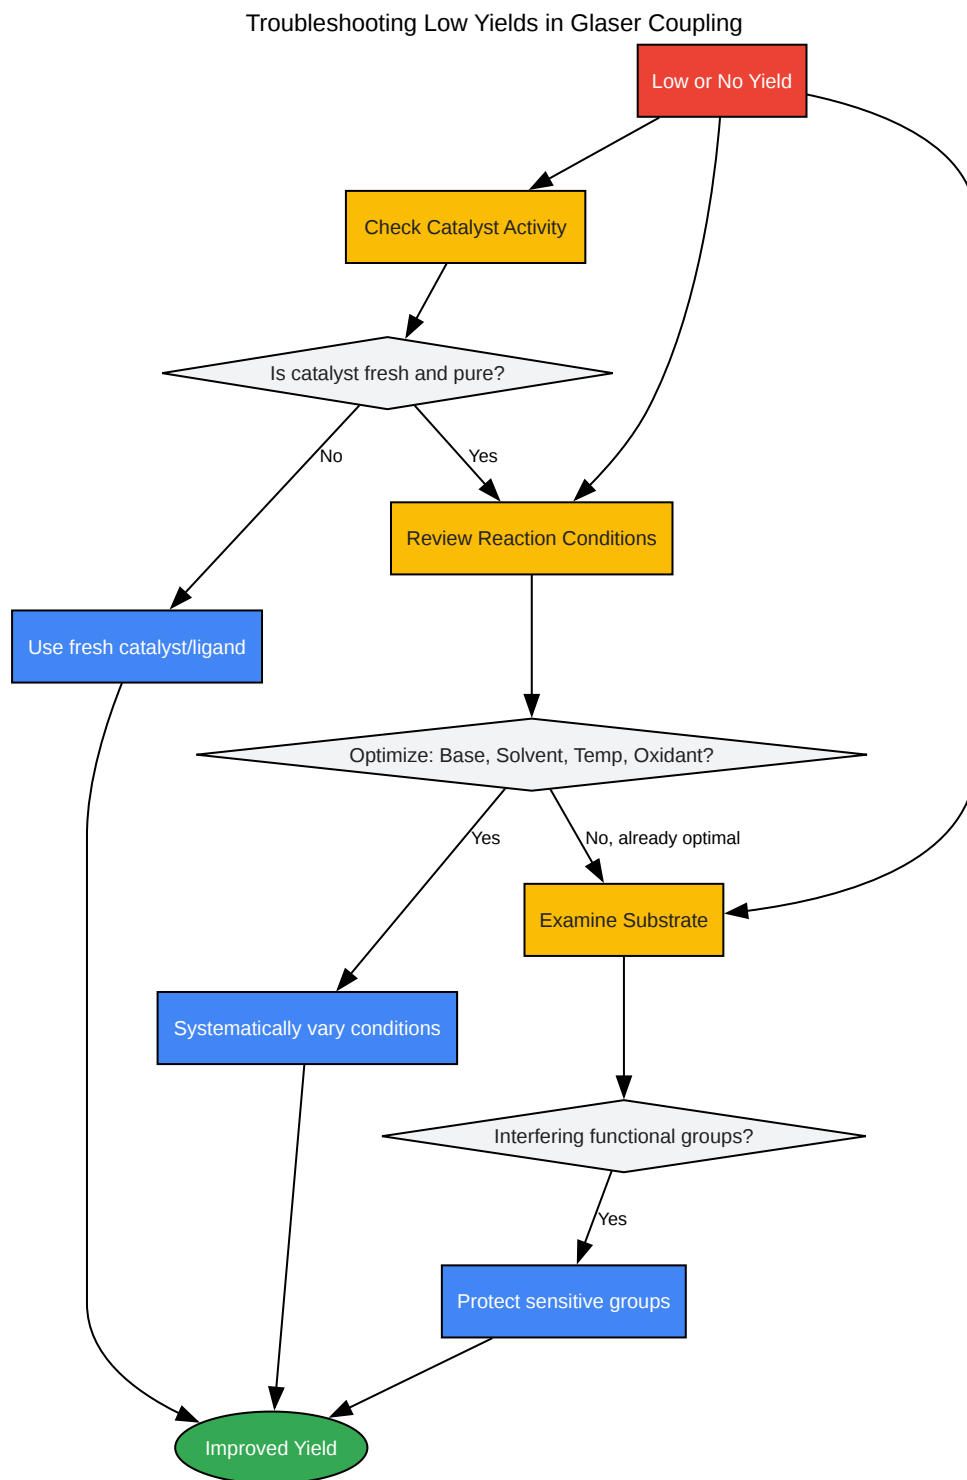 Troubleshooting Low Yields in Glaser Coupling
Low or No Yield
Check Catalyst Activity
Is catalyst fresh and pure?
No
Yes
Review Reaction Conditions
Use fresh catalyst/ligand
Optimize: Base, Solvent, Temp, Oxidant?
Yes
No, already optimal
Examine Substrate
Systematically vary conditions
Interfering functional groups?
Yes
Protect sensitive groups
Improved Yield